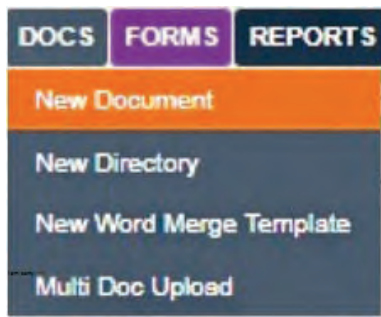 DOCS FORMS REPORTS
New Document
New Directory
New Word Merge Template
Multi Doc Upload